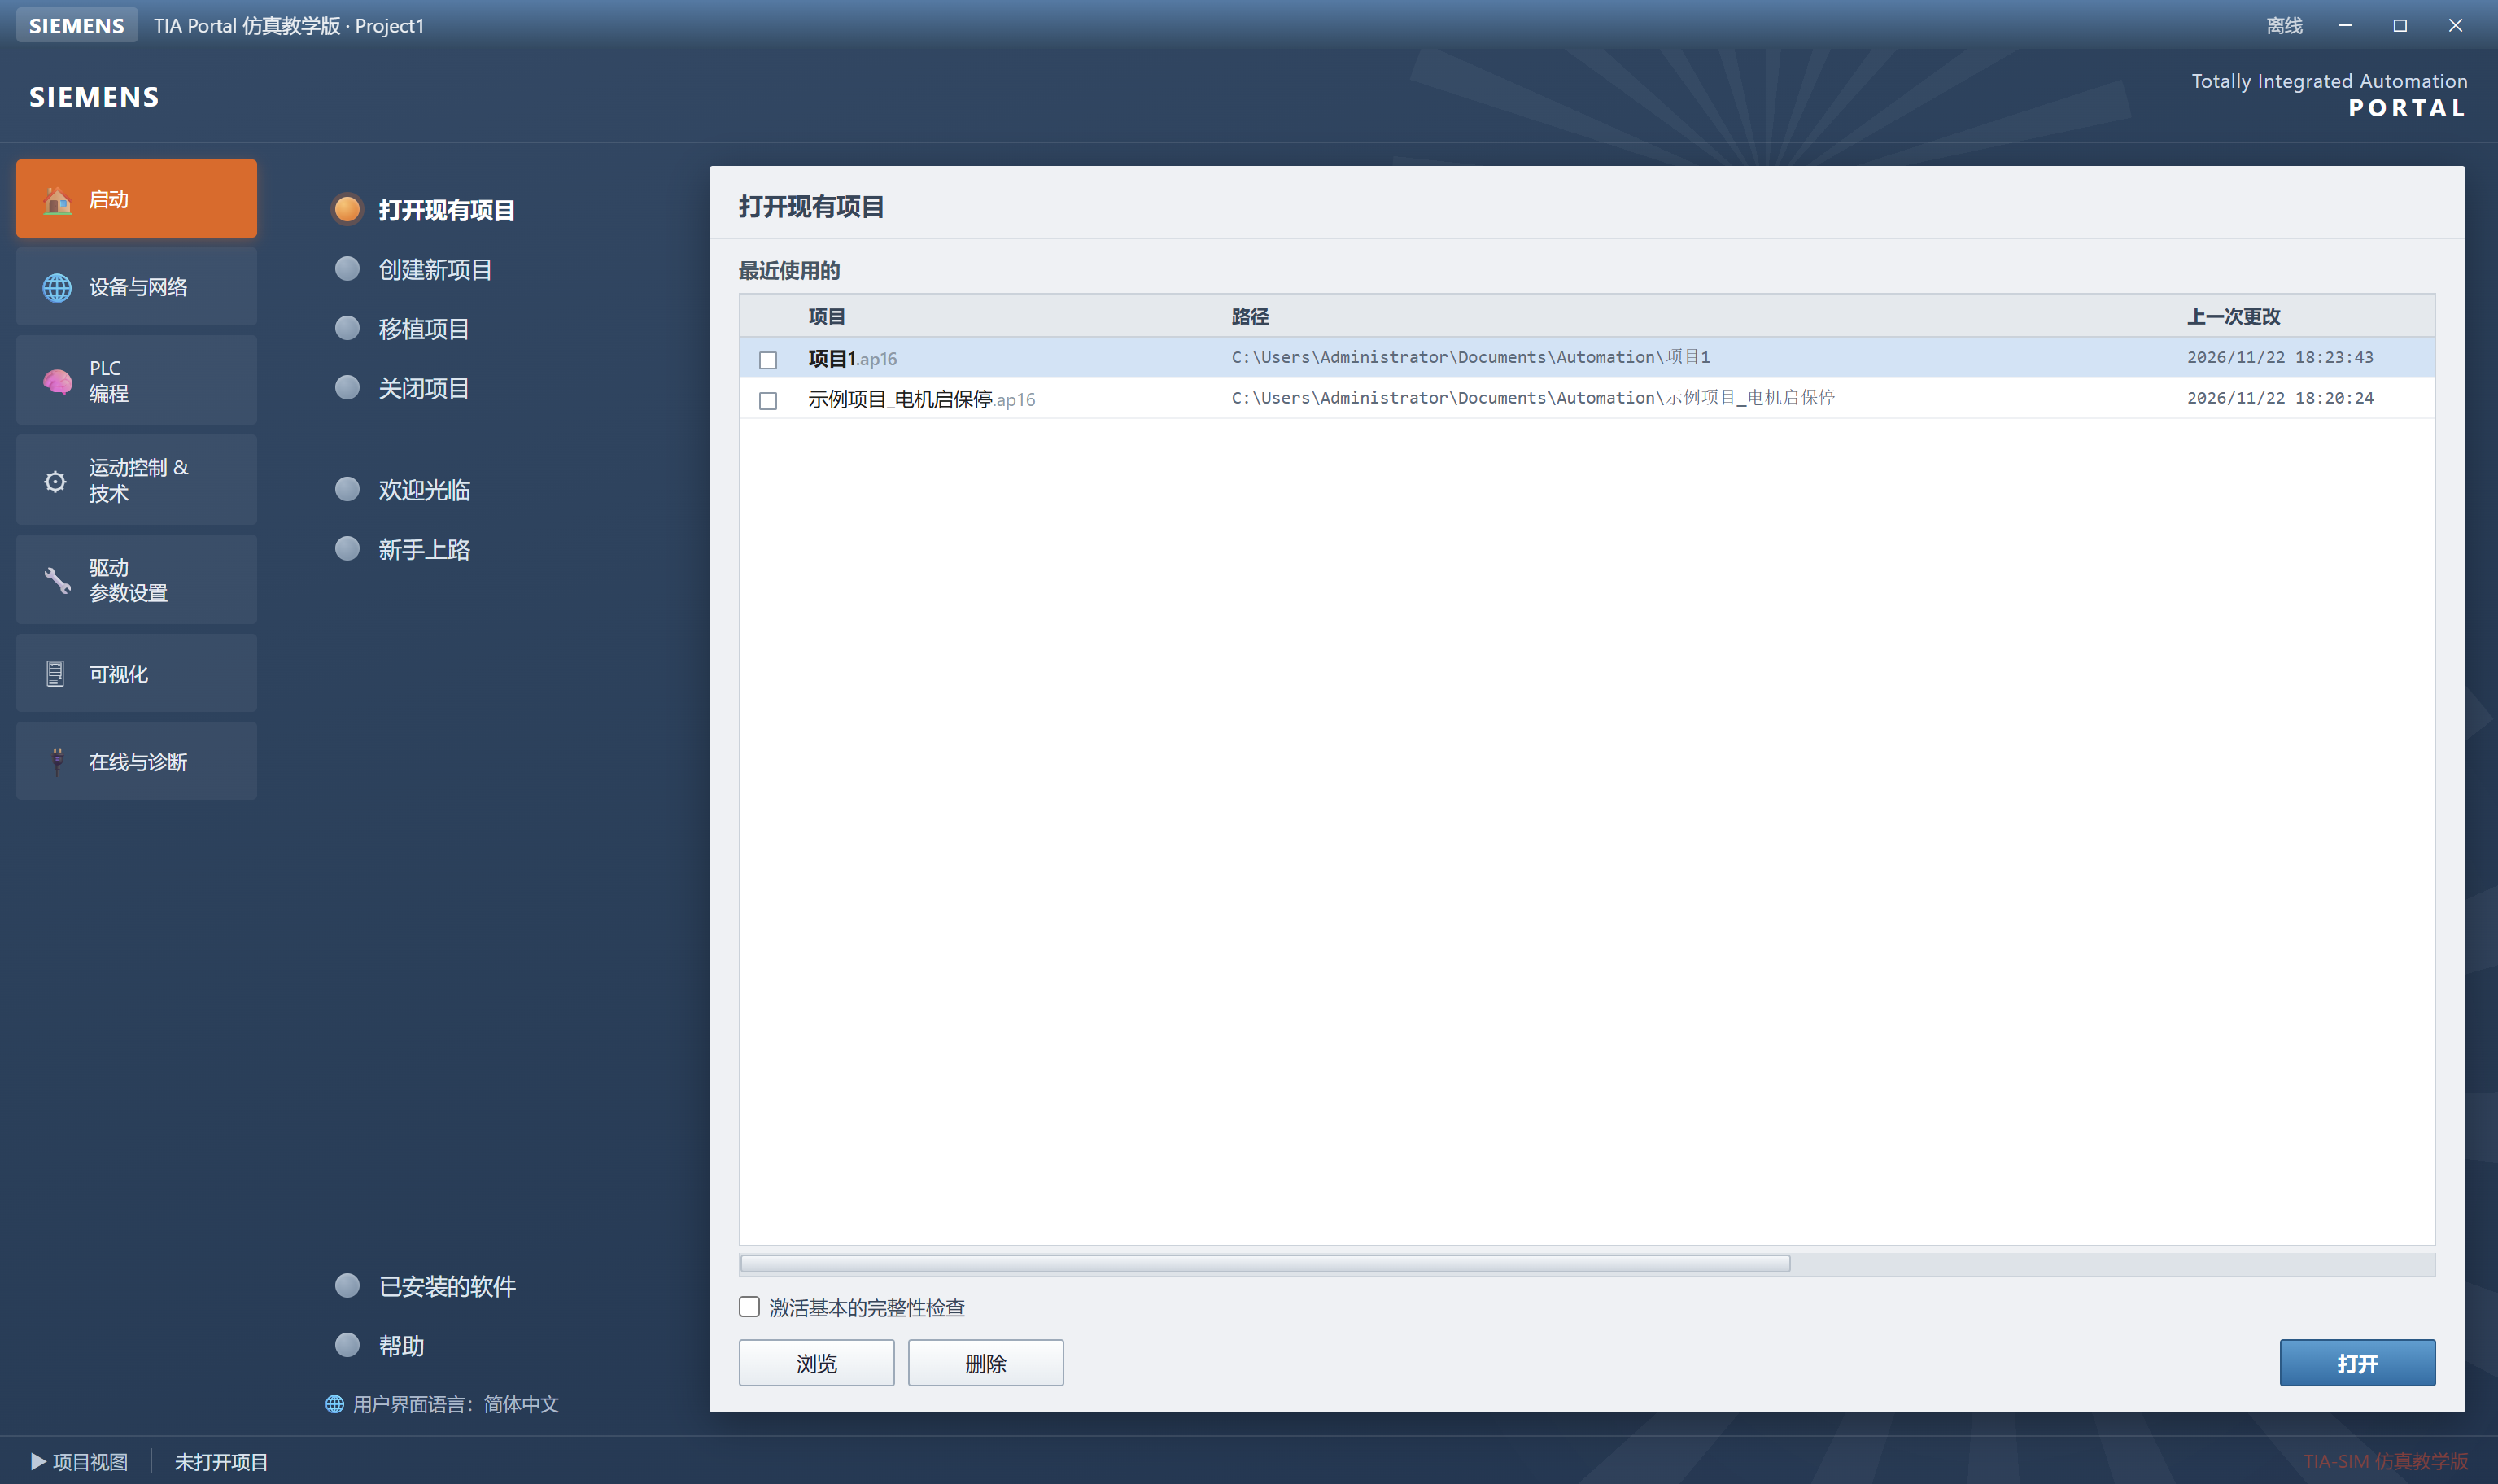 SIEMENS TIA Portal 仿真教学版 · Project1 离线
SIEMENS
Totally Integrated Automation
PORTAL
启动
设备与网络
PLC
编程
运动控制 &
技术
驱动
参数设置
可视化
在线与诊断
打开现有项目
创建新项目
移植项目
关闭项目
欢迎光临
新手上路
已安装的软件
帮助
用户界面语言：简体中文
打开现有项目
最近使用的
项目 路径 上一次更改
项目1.ap16 C:\Users\Administrator\Documents\Automation\项目1 2026/11/22 18:23:43
示例项目_电机启保停.ap16 C:\Users\Administrator\Documents\Automation\示例项目_电机启保停 2026/11/22 18:20:24
激活基本的完整性检查
浏览 删除 打开
▶ 项目视图 未打开项目 TIA-SIM 仿真教学版